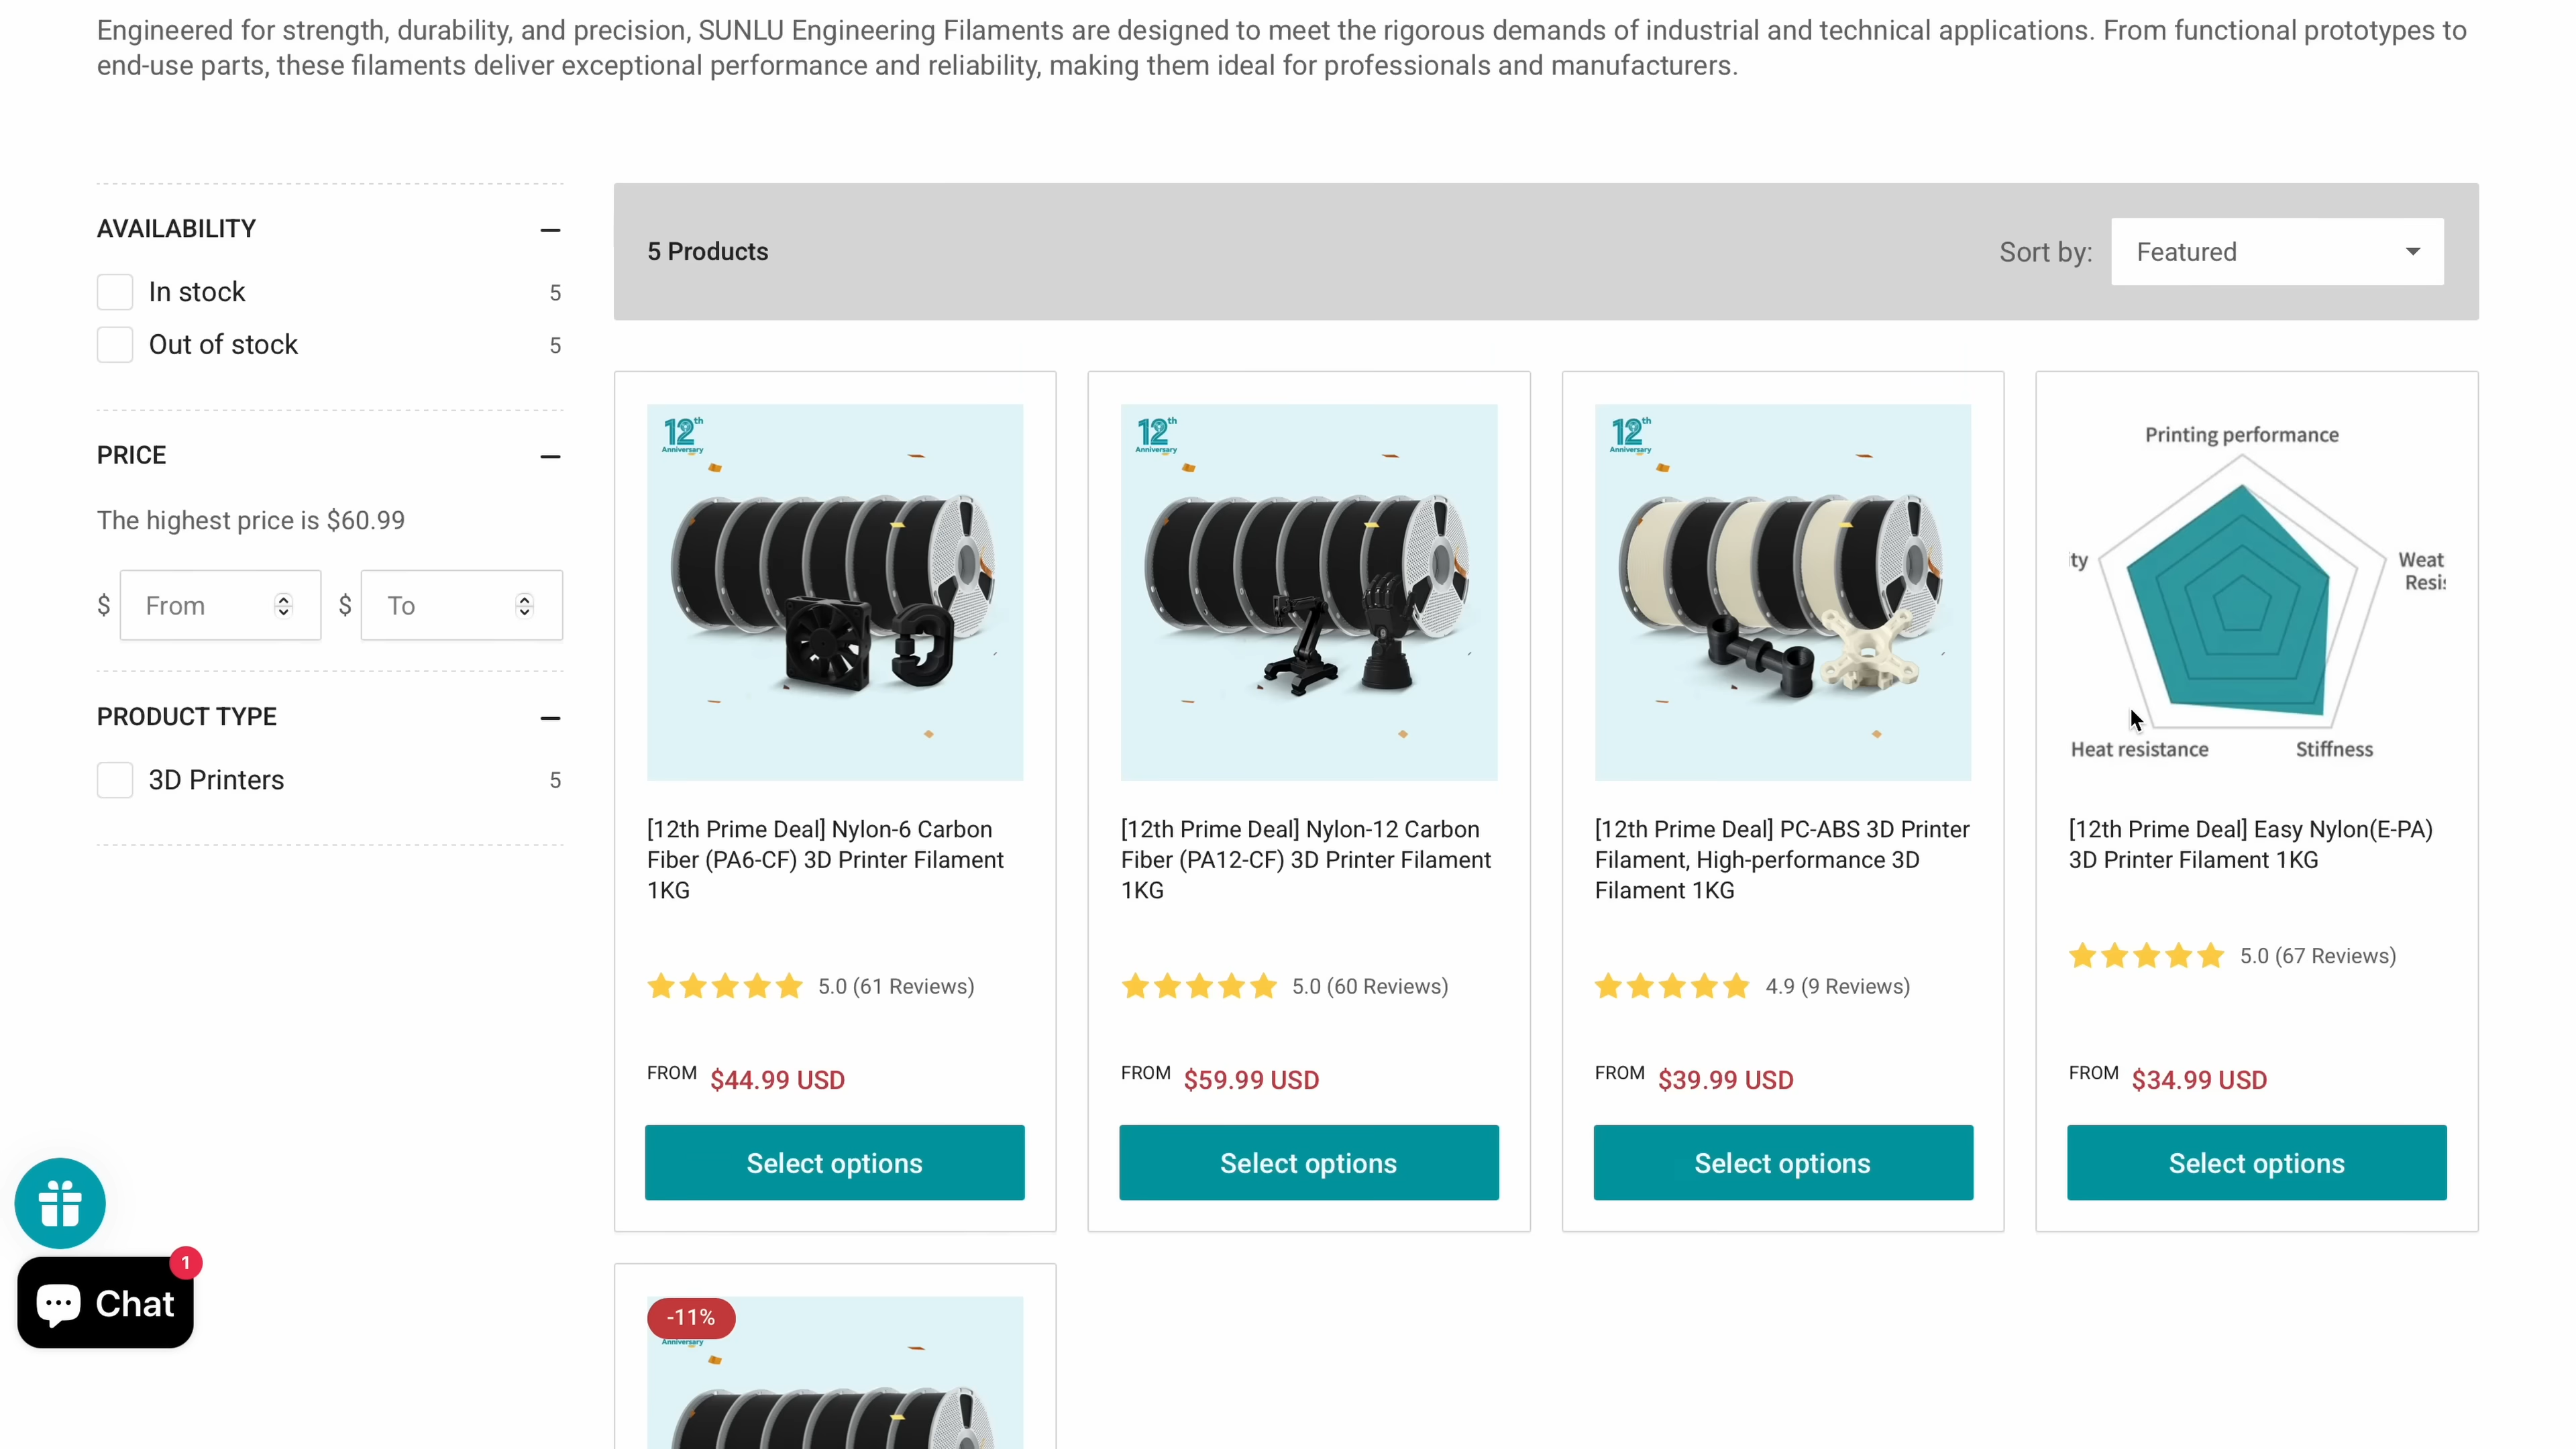 Engineered for strength, durability, and precision, SUNLU Engineering Filaments are designed to meet the rigorous demands of industrial and technical applications. From functional prototypes to
end-use parts, these filaments deliver exceptional performance and reliability, making them ideal for professionals and manufacturers.
AVAILABILITY
In stock 5
Out of stock 5
PRICE
The highest price is $60.99
$ From $ To
PRODUCT TYPE
3D Printers 5
5 Products
Sort by: Featured
12th
Anniversary
[12th Prime Deal] Nylon-6 Carbon
Fiber (PA6-CF) 3D Printer Filament
1KG
5.0 (61 Reviews)
FROM $44.99 USD
Select options
12th
Anniversary
[12th Prime Deal] Nylon-12 Carbon
Fiber (PA12-CF) 3D Printer Filament
1KG
5.0 (60 Reviews)
FROM $59.99 USD
Select options
12th
Anniversary
[12th Prime Deal] PC-ABS 3D Printer
Filament, High-performance 3D
Filament 1KG
4.9 (9 Reviews)
FROM $39.99 USD
Select options
Printing performance
ty
Weat
Resi
Heat resistance
Stiffness
[12th Prime Deal] Easy Nylon(E-PA)
3D Printer Filament 1KG
5.0 (67 Reviews)
FROM $34.99 USD
Select options
-11%
Anniversary
1
Chat